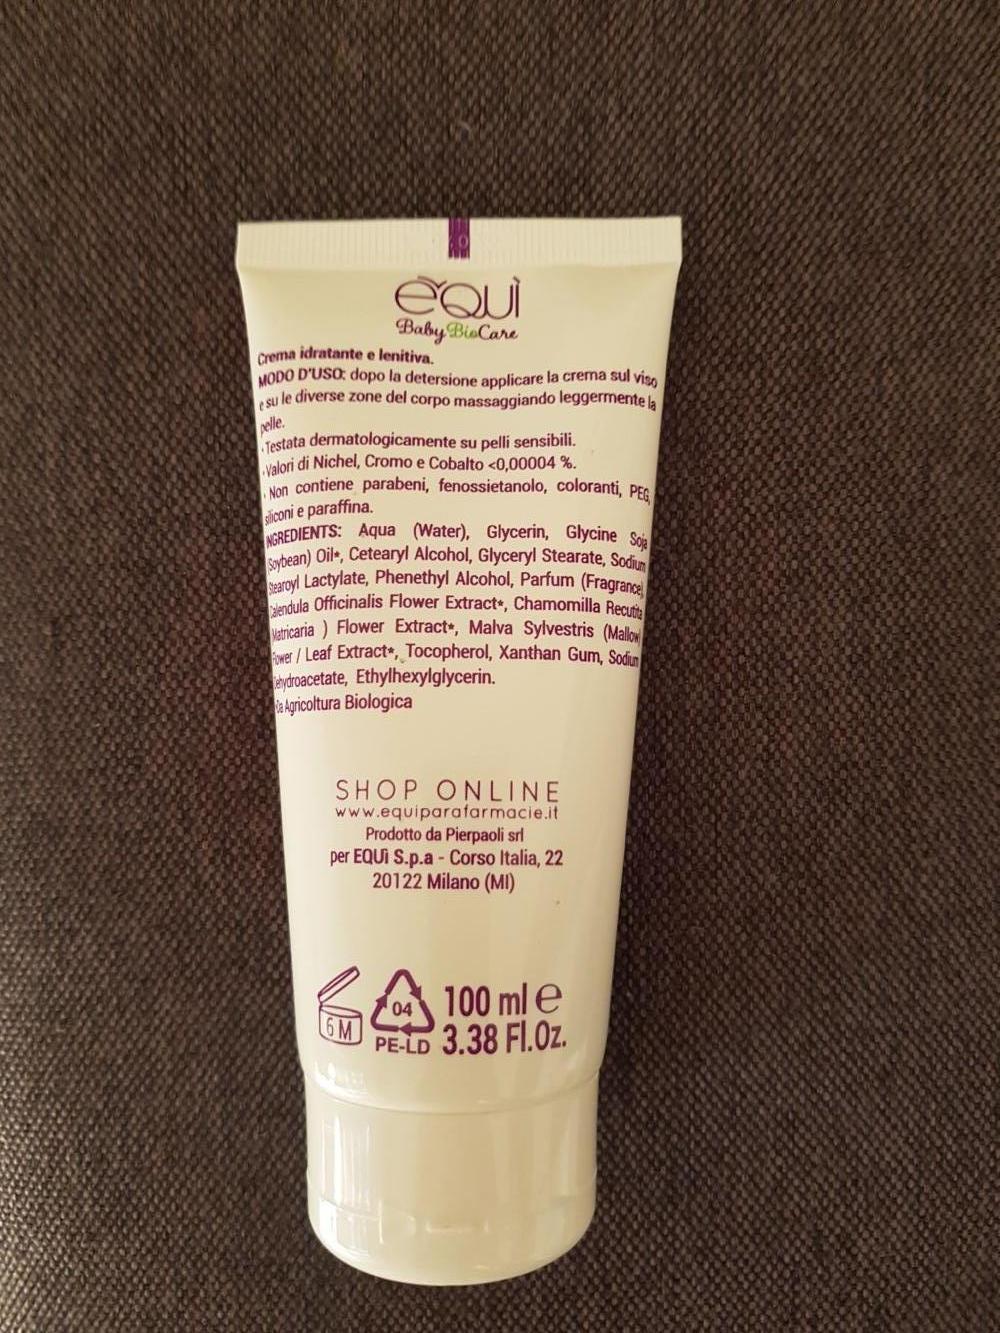 èQUÌ
Baby BioCare
Crema idratante e lenitiva.
MODO D'USO: dopo la detersione applicare la crema sul viso
e su le diverse zone del corpo massaggiando leggermente la
pelle.
• Testata dermatologicamente su pelli sensibili.
• Valori di Nichel, Cromo e Cobalto <0,00004 %.
• Non contiene parabeni, fenossietanolo, coloranti, PEG,
siliconi e paraffina.
INGREDIENTS: Aqua (Water), Glycerin, Glycine Soja
(Soybean) Oil*, Cetearyl Alcohol, Glyceryl Stearate, Sodium
Stearoyl Lactylate, Phenethyl Alcohol, Parfum (Fragrance),
Calendula Officinalis Flower Extract*, Chamomilla Recutita
(Matricaria ) Flower Extract*, Malva Sylvestris (Mallow)
Flower / Leaf Extract*, Tocopherol, Xanthan Gum, Sodium
Dehydroacetate, Ethylhexylglycerin.
*Da Agricoltura Biologica
SHOP ONLINE
www.equiparafarmacie.it
Prodotto da Pierpaoli srl
per EQUì S.p.a - Corso Italia, 22
20122 Milano (MI)
6 M
04
PE-LD
100 ml e
3.38 Fl.Oz.